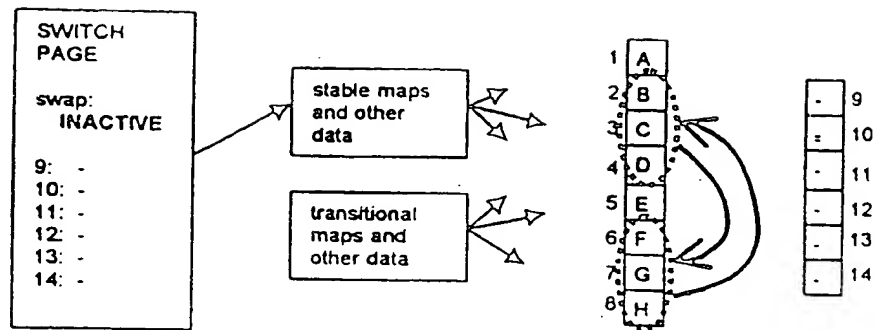 SWITCH
PAGE
swap:
INACTIVE
9: -
10: -
11: -
12: -
13: -
14: -
stable maps
and other
data
transitional
maps and
other data
1 A
2 B
3 C
4 D
5 E
6 F
7 G
8 H
- 9
= 10
- 11
- 12
- 13
- 14